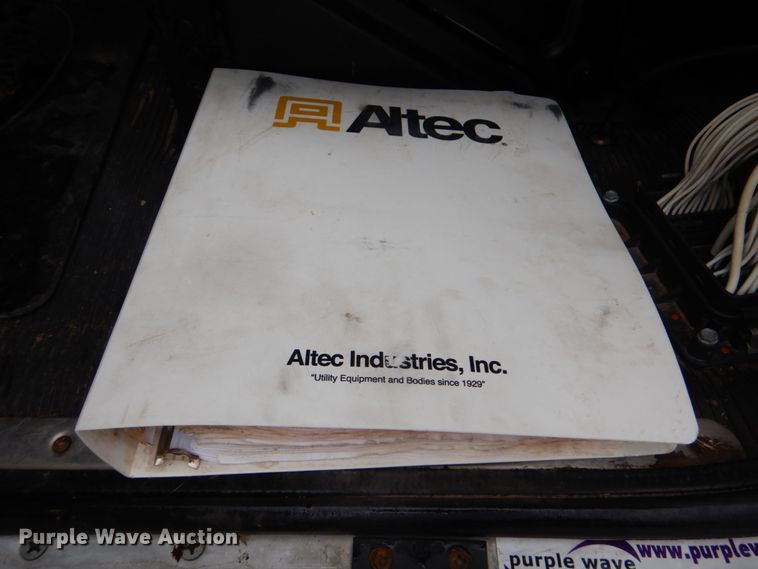 Altec
Altec Industries, Inc.
"Utility Equipment and Bodies since 1929"
Purple Wave Auction
purple wave
www.purplew